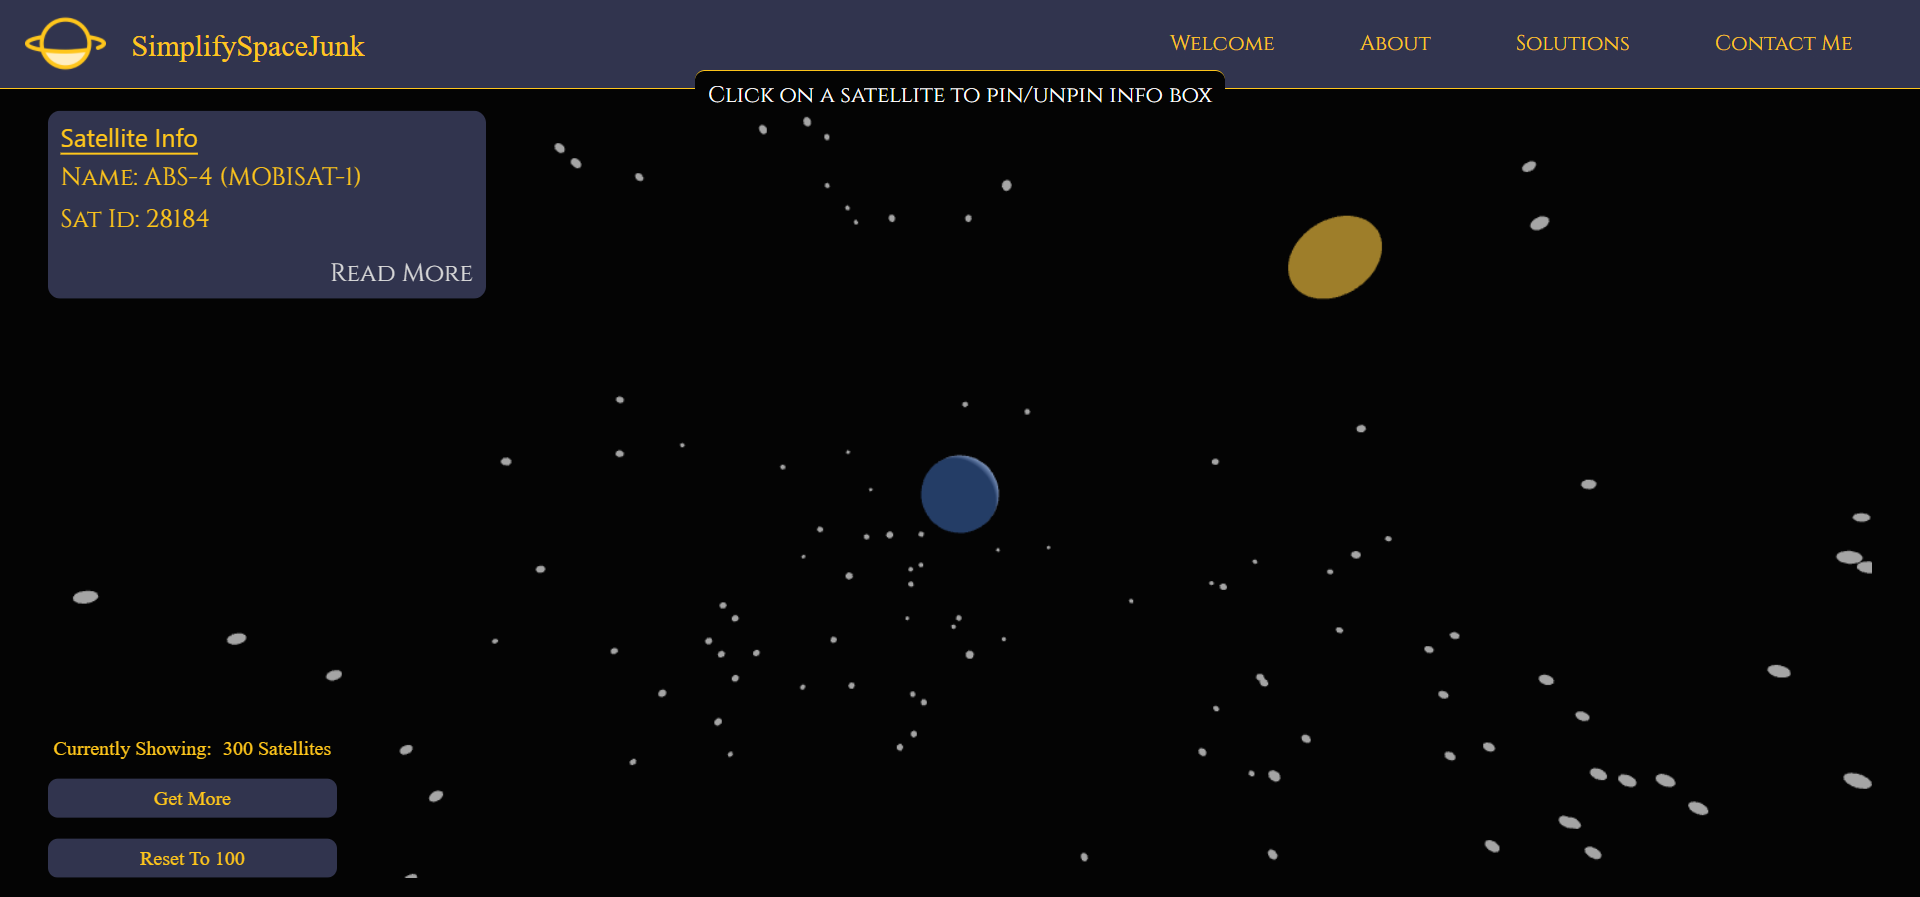 SimplifySpaceJunk
Welcome
About
Solutions
Contact Me
Click on a satellite to pin/unpin info box
Satellite Info
Name: ABS-4 (MOBISAT-1)
Sat Id: 28184
Read More
Currently Showing: 300 Satellites
Get More
Reset To 100